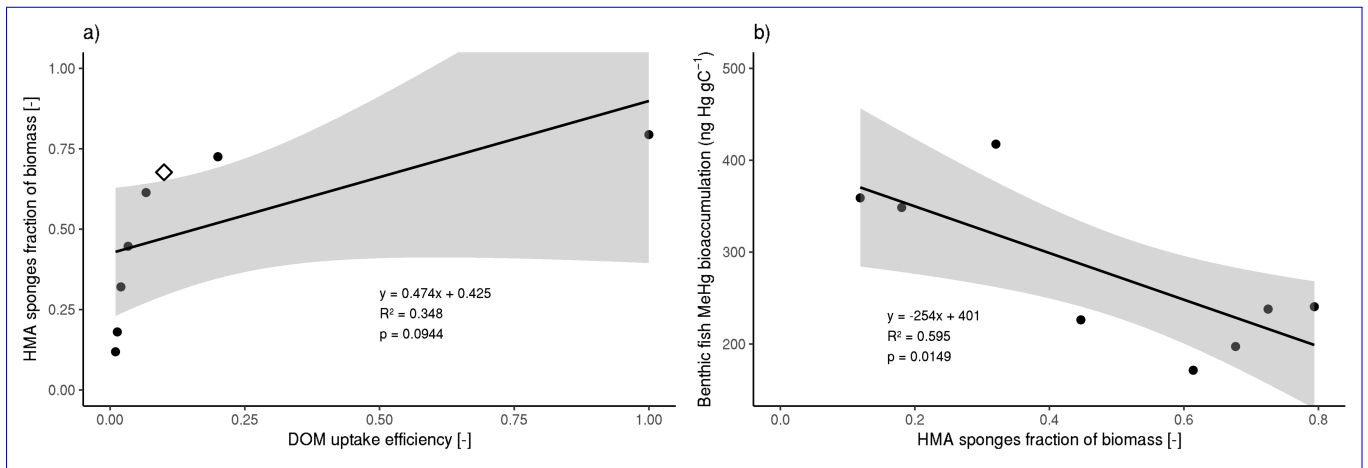 a)
HMA sponges fraction of biomass [-]
1.00
0.75
0.50
0.25
0.00
y = 0.474x + 0.425
R² = 0.348
p = 0.0944
0.00 0.25 0.50 0.75 1.00
DOM uptake efficiency [-]
b)
Benthic fish MeHg bioaccumulation (ng Hg gC⁻¹)
500
400
300
200
y = -254x + 401
R² = 0.595
p = 0.0149
0.0 0.2 0.4 0.6 0.8
HMA sponges fraction of biomass [-]